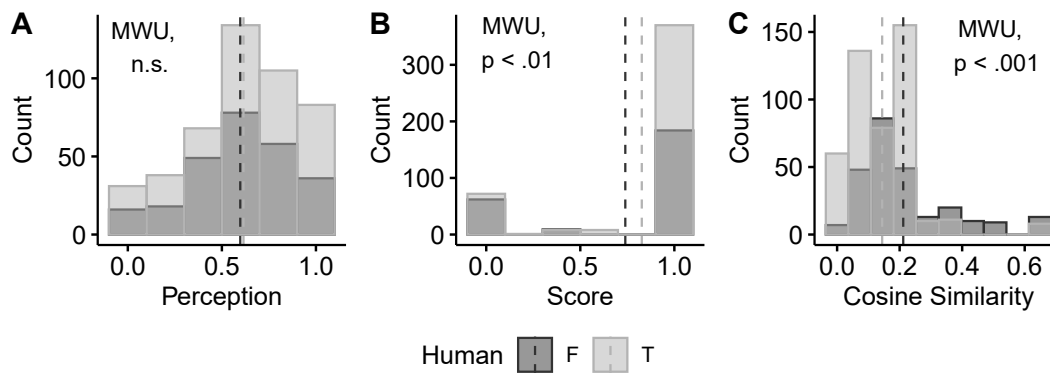 A
MWU,
n.s.
Count
100
50
0
0.0 0.5 1.0
Perception
B
MWU,
p < .01
Count
300
200
100
0
0.0 0.5 1.0
Score
C
MWU,
p < .001
Count
150
100
50
0
0.0 0.2 0.4 0.6
Cosine Similarity
Human F T